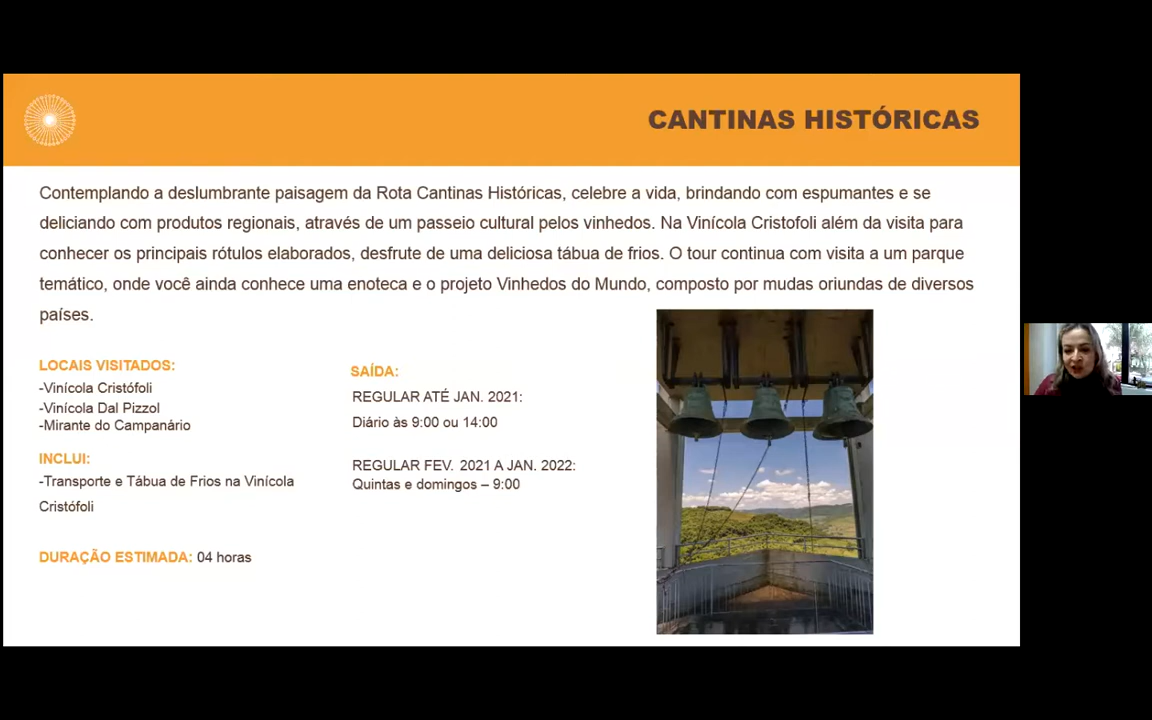 CANTINAS HISTÓRICAS
Contemplando a deslumbrante paisagem da Rota Cantinas Históricas, celebre a vida, brindando com espumantes e se
deliciando com produtos regionais, através de um passeio cultural pelos vinhedos. Na Vinícola Cristofoli além da visita para
conhecer os principais rótulos elaborados, desfrute de uma deliciosa tábua de frios. O tour continua com visita a um parque
temático, onde você ainda conhece uma enoteca e o projeto Vinhedos do Mundo, composto por mudas oriundas de diversos
países.
LOCAIS VISITADOS:
-Vinícola Cristófoli
-Vinícola Dal Pizzol
-Mirante do Campanário
INCLUI:
-Transporte e Tábua de Frios na Vinícola
Cristófoli
DURAÇÃO ESTIMADA: 04 horas
SAÍDA:
REGULAR ATÉ JAN. 2021:
Diário às 9:00 ou 14:00
REGULAR FEV. 2021 A JAN. 2022:
Quintas e domingos – 9:00